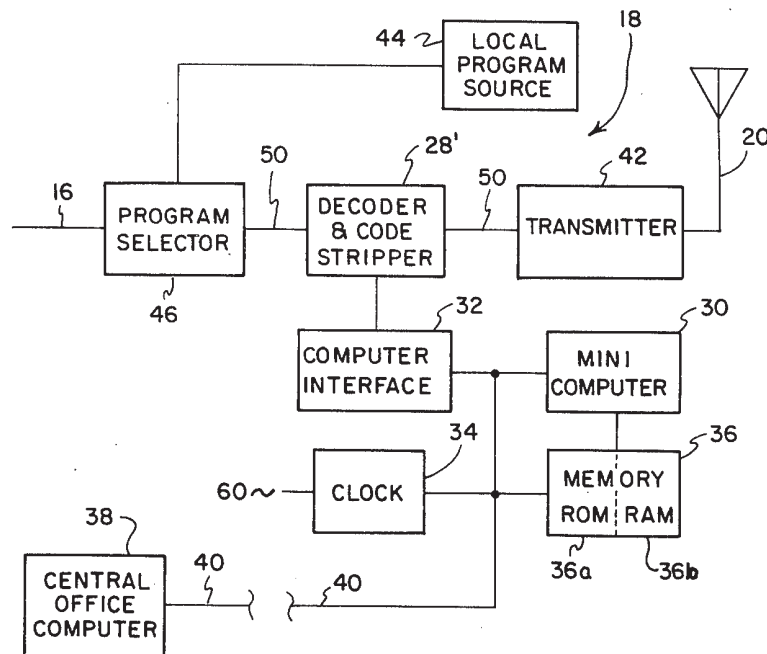 44
LOCAL
PROGRAM
SOURCE
18
20
16
PROGRAM
SELECTOR
46
50
28'
DECODER
& CODE
STRIPPER
50
42
TRANSMITTER
32
COMPUTER
INTERFACE
30
MINI
COMPUTER
34
60~
CLOCK
36
MEMORY
ROM RAM
36a
36b
38
CENTRAL
OFFICE
COMPUTER
40
40